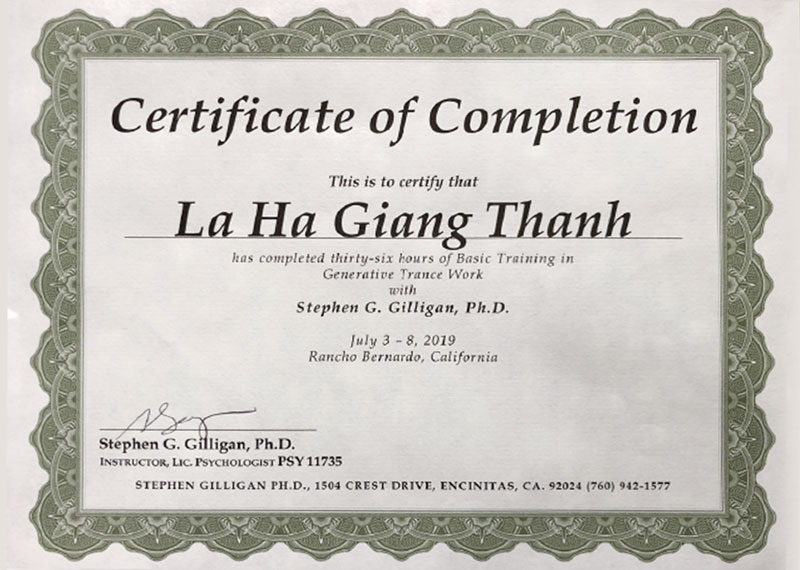 Certificate of Completion
This is to certify that
La Ha Giang Thanh
has completed thirty-six hours of Basic Training in
Generative Trance Work
with
Stephen G. Gilligan, Ph.D.
July 3 – 8, 2019
Rancho Bernardo, California
Stephen G. Gilligan, Ph.D.
INSTRUCTOR, LIC. PSYCHOLOGIST PSY 11735
STEPHEN GILLIGAN PH.D., 1504 CREST DRIVE, ENCINITAS, CA. 92024 (760) 942-1577